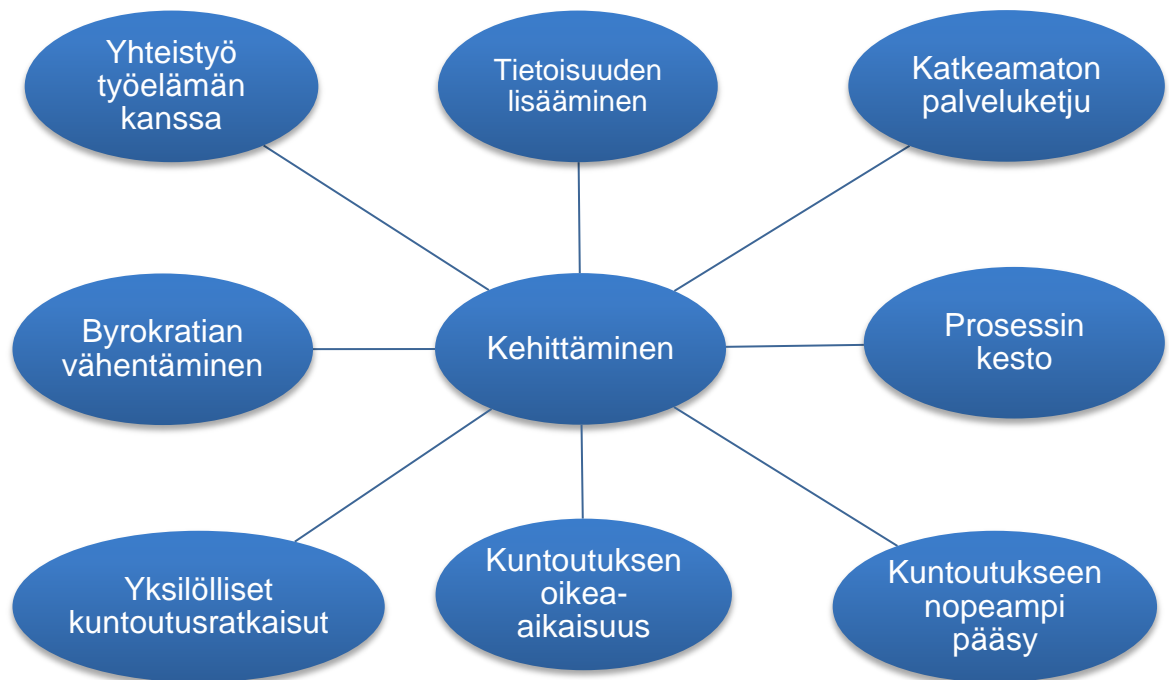 Yhteistyö
työelämän
kanssa
Tietoisuuden
lisääminen
Katkeamaton
palveluketju
Byrokratian
vähentäminen
Kehittäminen
Prosessin
kesto
Yksilölliset
kuntoutusratkaisut
Kuntoutuksen
oikea-
aikaisuus
Kuntoutukseen
nopeampi
pääsy